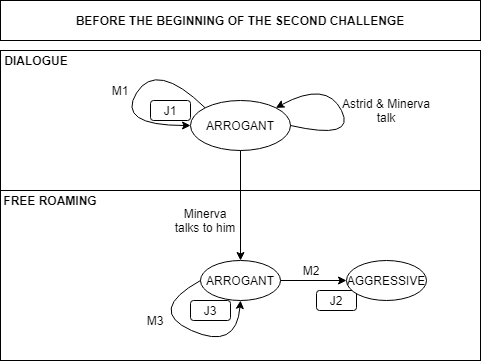 BEFORE THE BEGINNING OF THE SECOND CHALLENGE
DIALOGUE
M1
J1
ARROGANT
Astrid & Minerva
talk
FREE ROAMING
Minerva
talks to him
ARROGANT
M2
AGGRESSIVE
J3
J2
M3